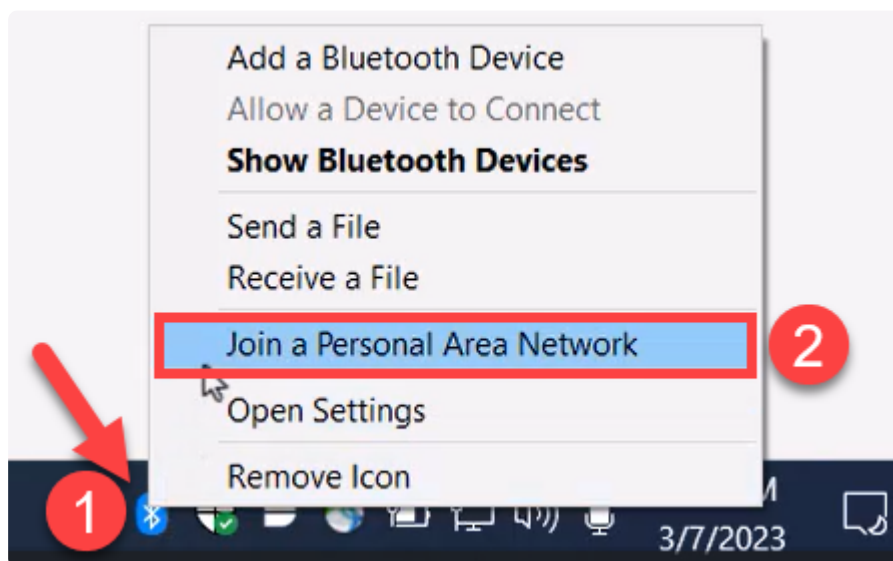 Add a Bluetooth Device
Allow a Device to Connect
Show Bluetooth Devices
Send a File
Receive a File
Join a Personal Area Network
2
Open Settings
Remove Icon
1
M
3/7/2023